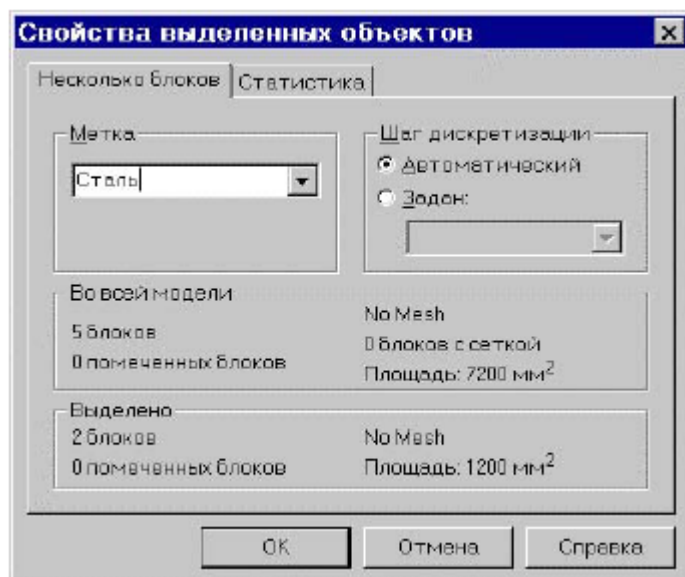 Свойства выделенных объектов
Несколько блоков
Статистика
Метка
Сталь
Шаг дискретизации
Автоматический
Задан:
Во всей модели
5 блоков
0 помеченных блоков
No Mesh
0 блоков с сеткой
Площадь: 7200 мм²
Выделено
2 блоков
0 помеченных блоков
No Mesh
Площадь: 1200 мм²
OK
Отмена
Справка